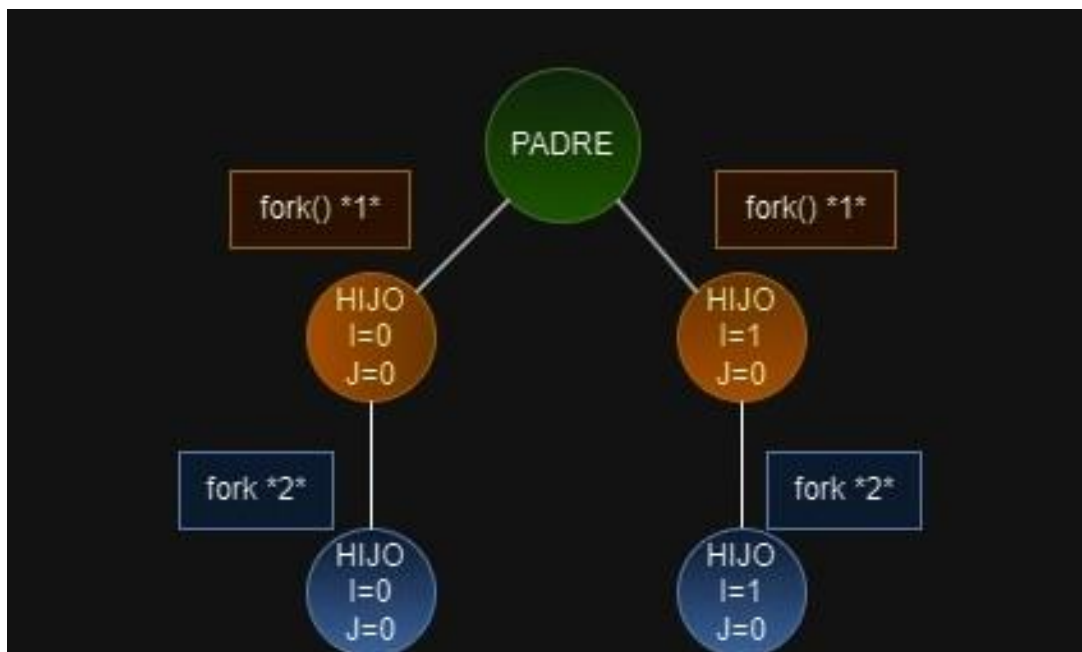 PADRE
fork() *1*
fork() *1*
HIJO
I=0
J=0
HIJO
I=1
J=0
fork *2*
fork *2*
HIJO
I=0
J=0
HIJO
I=1
J=0